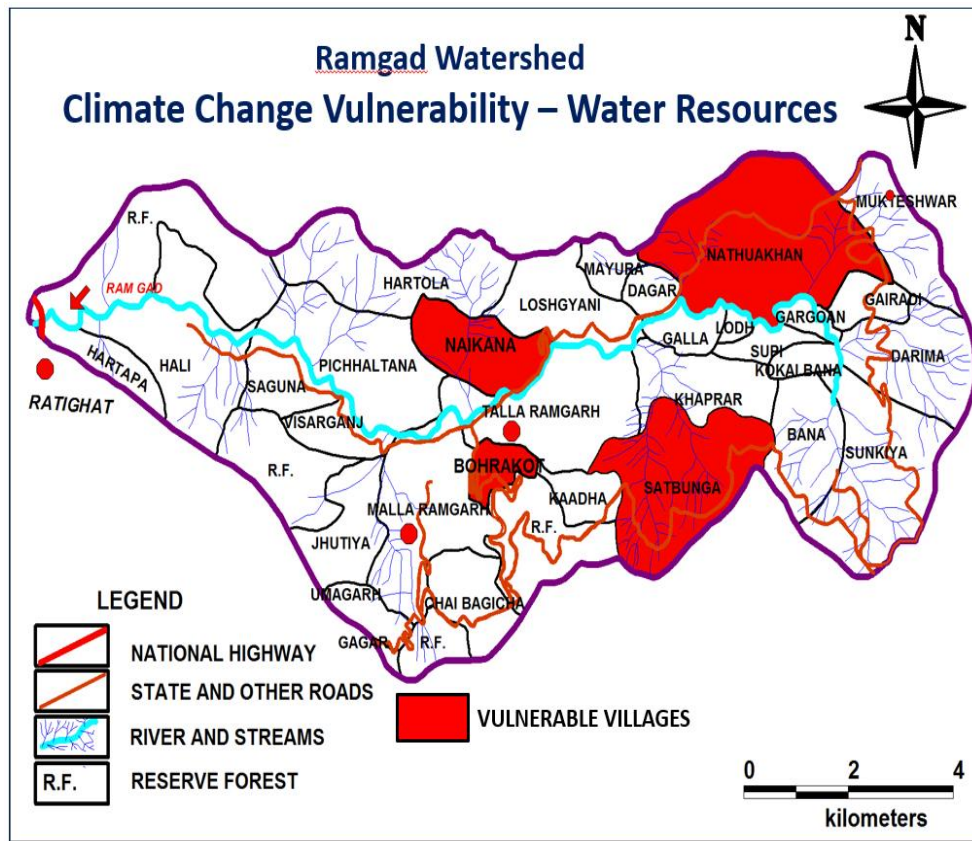 N
Ramgad Watershed
Climate Change Vulnerability – Water Resources
MUKTESHWAR
R.F.
NATHUAKHAN
MAYURA
HARTOLA
DAGAR
RAM GAD
LOSHGYANI
GAIRADI
GARGOAN
LODH
GALLA
NAIKANA
SUPI
DARIMA
HARTAPA
HALI
PICHHALTANA
KOKAI BANA
SAGUNA
KHAPRAR
RATIGHAT
TALLA RAMGARH
VISARGANJ
BANA
SUNKIYA
BOHRAKOT
R.F.
SATBUNGA
KAADHA
MALLA RAMGARH
R.F.
JHUTIYA
UMAGARH
CHAI BAGICHA
GAGAR
R.F.
LEGEND
NATIONAL HIGHWAY
STATE AND OTHER ROADS
RIVER AND STREAMS
R.F. RESERVE FOREST
VULNERABLE VILLAGES
0 2 4
kilometers